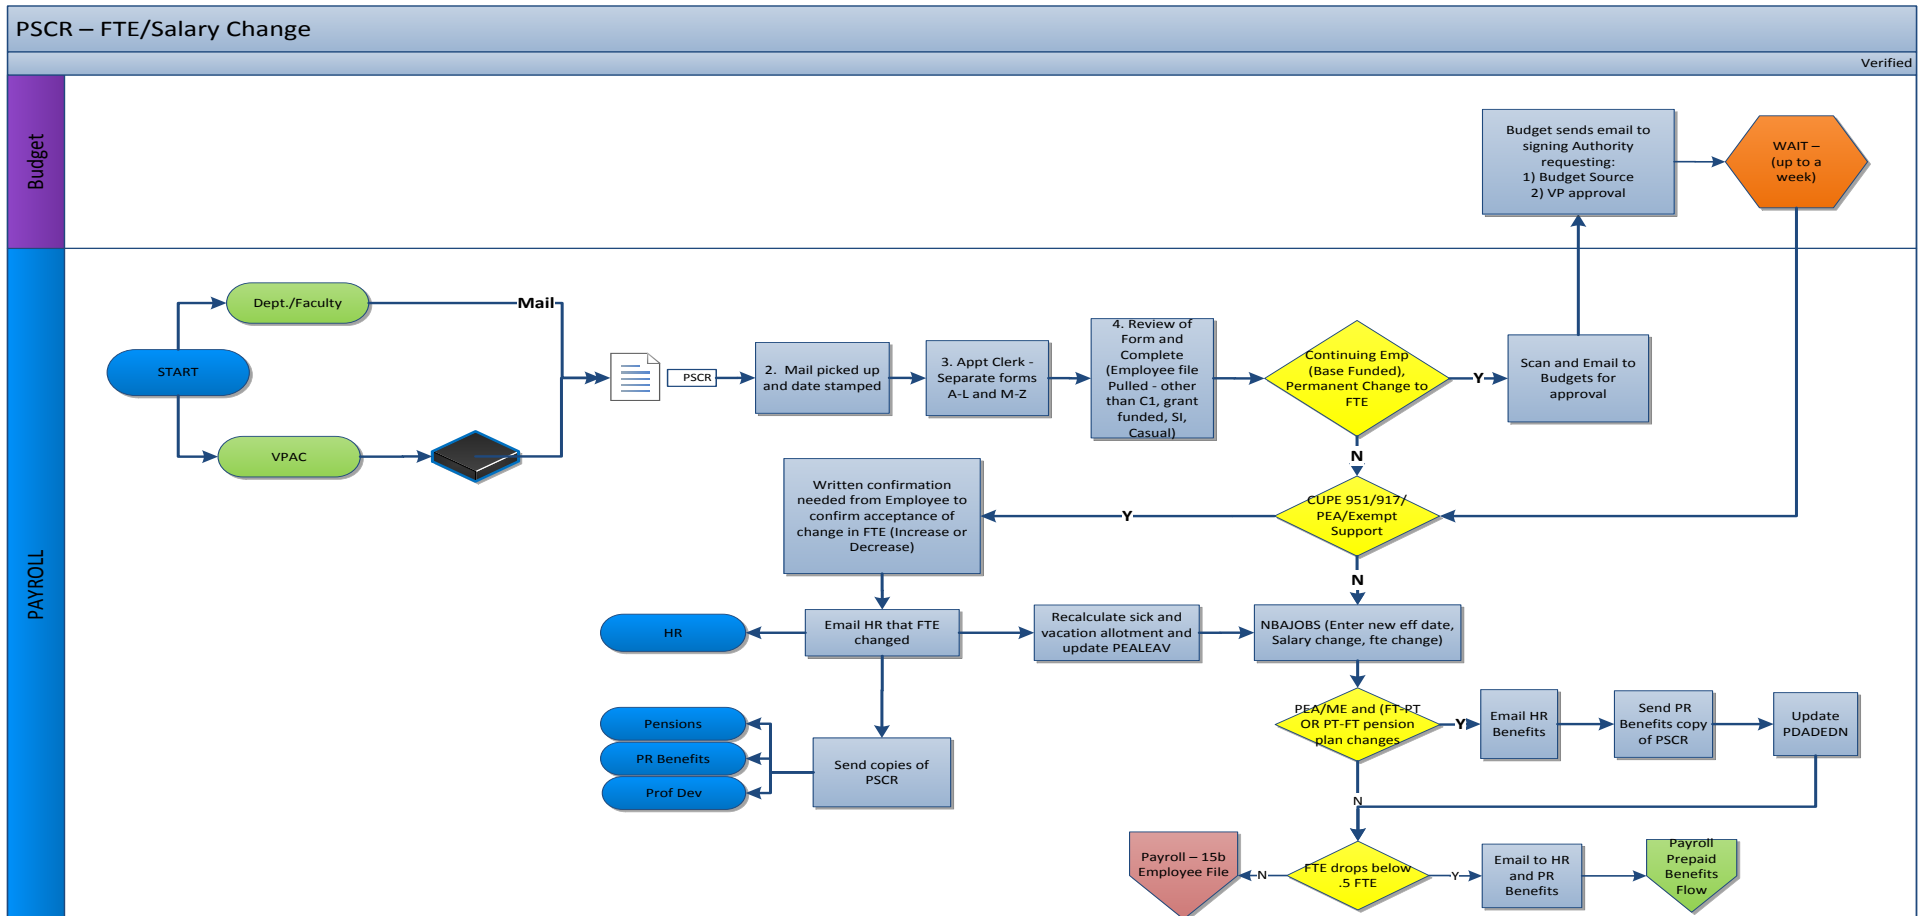 PSCR – FTE/Salary Change
Verified
Budget
Budget sends email to
signing Authority
requesting:
1) Budget Source
2) VP approval
WAIT –
(up to a
week)
PAYROLL
START
Dept./Faculty
Mail
VPAC
PSCR
2. Mail picked up
and date stamped
3. Appt Clerk -
Separate forms
A-L and M-Z
4. Review of
Form and
Complete
(Employee file
Pulled - other
than C1, grant
funded, SI,
Casual)
Continuing Emp
(Base Funded),
Permanent Change to
FTE
Y
Scan and Email to
Budgets for
approval
N
CUPE 951/917/
PEA/Exempt
Support
Y
Written confirmation
needed from Employee to
confirm acceptance of
change in FTE (Increase or
Decrease)
N
HR
Email HR that FTE
changed
Recalculate sick and
vacation allotment and
update PEALEAV
NBAJOBS (Enter new eff date,
Salary change, fte change)
Pensions
PR Benefits
Prof Dev
Send copies of
PSCR
PEA/ME and (FT-PT
OR PT-FT pension
plan changes
Y
Email HR
Benefits
Send PR
Benefits copy
of PSCR
Update
PDADEDN
N
Payroll – 15b
Employee File
N
FTE drops below
.5 FTE
Y
Email to HR
and PR
Benefits
Payroll
Prepaid
Benefits
Flow